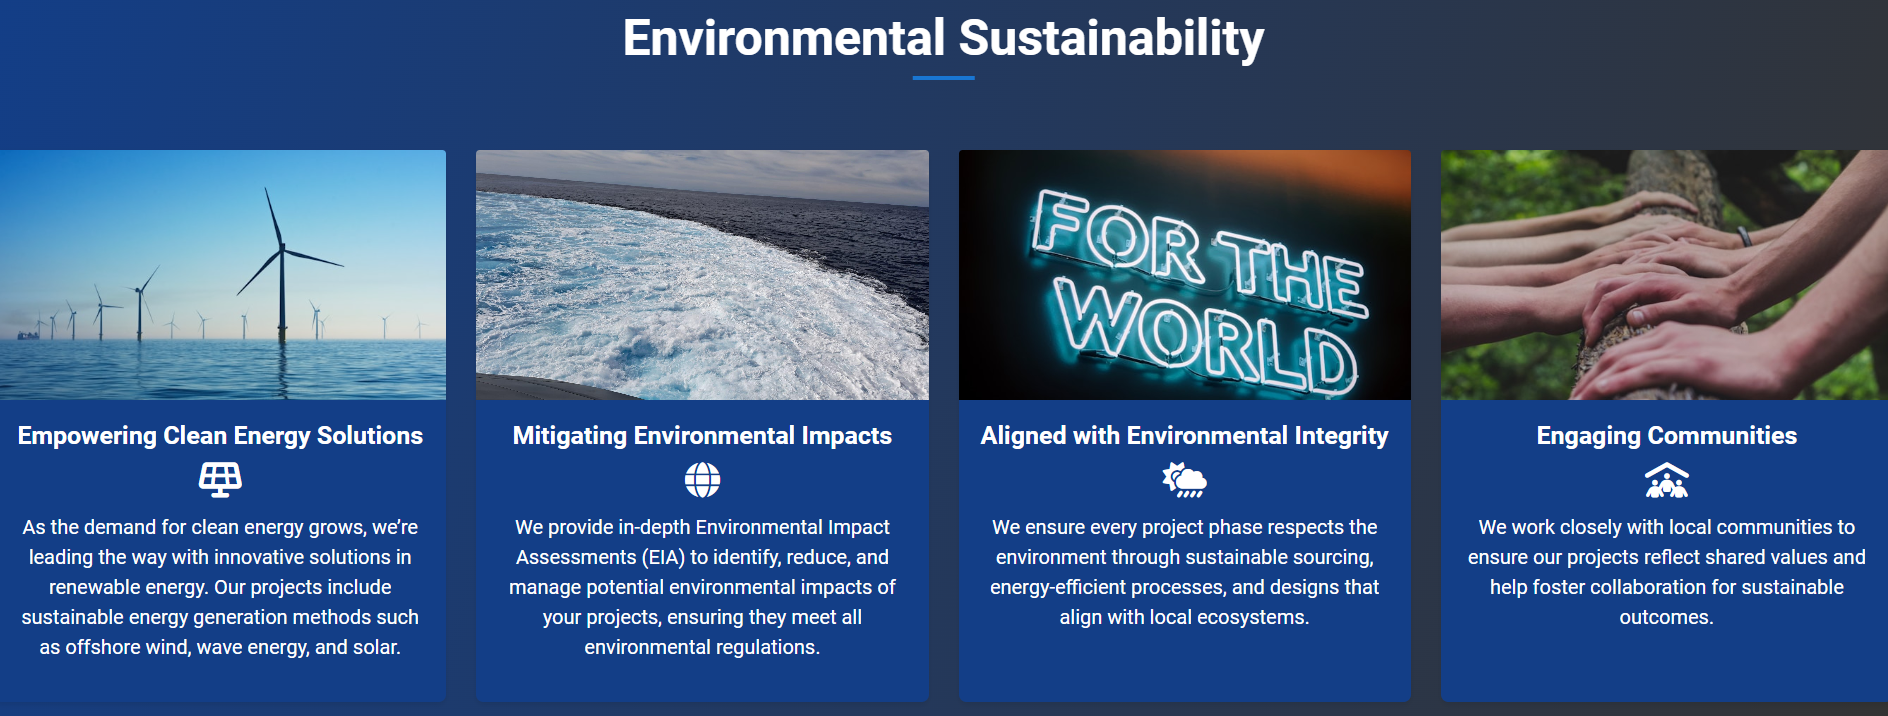 Environmental Sustainability
FOR THE
WORLD
Empowering Clean Energy Solutions
As the demand for clean energy grows, we’re
leading the way with innovative solutions in
renewable energy. Our projects include
sustainable energy generation methods such
as offshore wind, wave energy, and solar.
Mitigating Environmental Impacts
We provide in-depth Environmental Impact
Assessments (EIA) to identify, reduce, and
manage potential environmental impacts of
your projects, ensuring they meet all
environmental regulations.
Aligned with Environmental Integrity
We ensure every project phase respects the
environment through sustainable sourcing,
energy-efficient processes, and designs that
align with local ecosystems.
Engaging Communities
We work closely with local communities to
ensure our projects reflect shared values and
help foster collaboration for sustainable
outcomes.